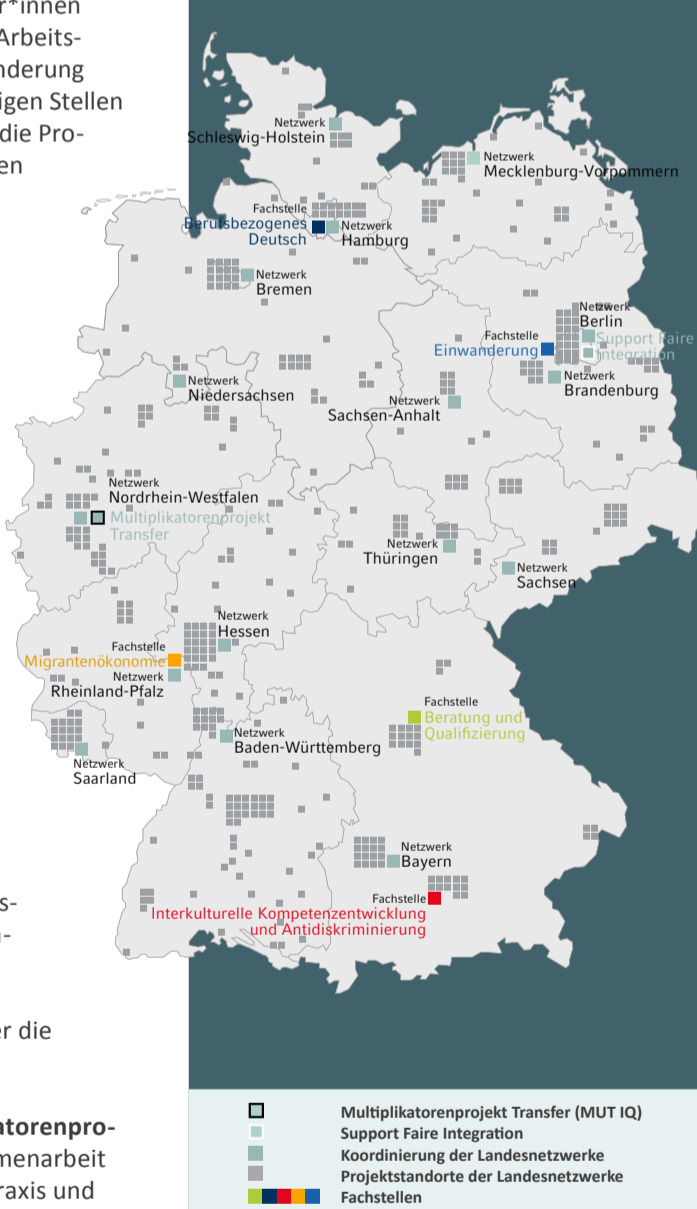 r*innen
Arbeits-
nderung
igen Stellen
die Pro-
en
Netzwerk
Schleswig-Holstein
Netzwerk
Mecklenburg-Vorpommern
Fachstelle
Berufsbezogenes
Deutsch
Netzwerk
Hamburg
Netzwerk
Bremen
Netzwerk
Berlin
Support Faire
Integration
Fachstelle
Einwanderung
Netzwerk
Brandenburg
Netzwerk
Niedersachsen
Netzwerk
Sachsen-Anhalt
Netzwerk
Nordrhein-Westfalen
Multiplikatorenprojekt
Transfer
Netzwerk
Thüringen
Netzwerk
Sachsen
Netzwerk
Hessen
Fachstelle
Migrantenökonomie
Netzwerk
Rheinland-Pfalz
Fachstelle
Beratung und
Qualifizierung
Netzwerk
Baden-Württemberg
Netzwerk
Saarland
Netzwerk
Bayern
Fachstelle
Interkulturelle Kompetenzentwicklung
und Antidiskriminierung
s-
-
er die
atorenpro-
menarbeit
raxis und
Multiplikatorenprojekt Transfer (MUT IQ)
Support Faire Integration
Koordinierung der Landesnetzwerke
Projektstandorte der Landesnetzwerke
Fachstellen